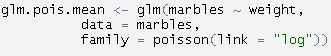 glm.pois.mean <- glm(marbles ~ weight,
data = marbles,
family = poisson(link = "log"))